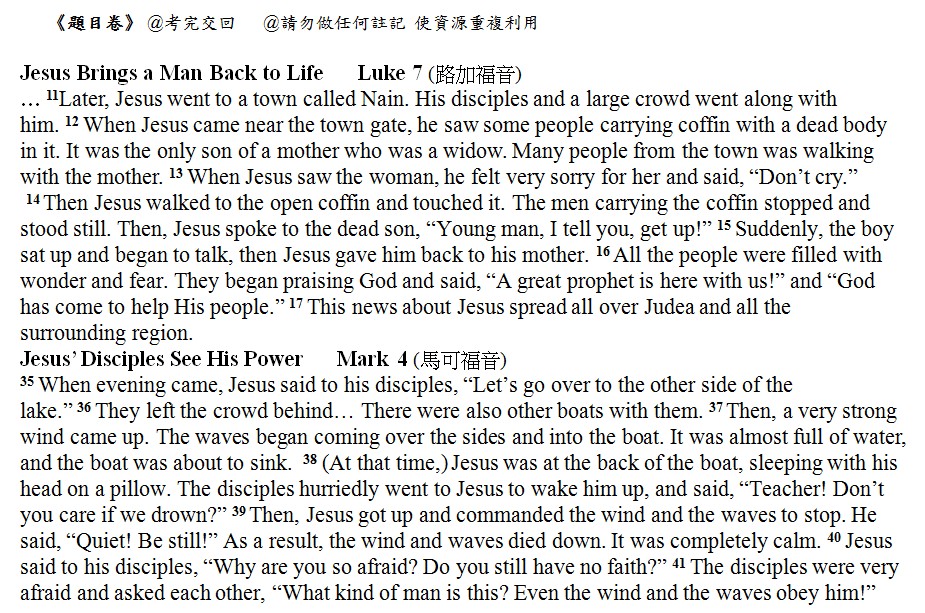 《題目卷》 @考完交回 @請勿做任何註記 使資源重複利用
Jesus Brings a Man Back to Life Luke 7 (路加福音)
… ¹¹Later, Jesus went to a town called Nain. His disciples and a large crowd went along with
him. ¹² When Jesus came near the town gate, he saw some people carrying coffin with a dead body
in it. It was the only son of a mother who was a widow. Many people from the town was walking
with the mother. ¹³ When Jesus saw the woman, he felt very sorry for her and said, “Don’t cry.”
¹⁴ Then Jesus walked to the open coffin and touched it. The men carrying the coffin stopped and
stood still. Then, Jesus spoke to the dead son, “Young man, I tell you, get up!” ¹⁵ Suddenly, the boy
sat up and began to talk, then Jesus gave him back to his mother. ¹⁶ All the people were filled with
wonder and fear. They began praising God and said, “A great prophet is here with us!” and “God
has come to help His people.” ¹⁷ This news about Jesus spread all over Judea and all the
surrounding region.
Jesus’ Disciples See His Power Mark 4 (馬可福音)
³⁵ When evening came, Jesus said to his disciples, “Let’s go over to the other side of the
lake.” ³⁶ They left the crowd behind… There were also other boats with them. ³⁷ Then, a very strong
wind came up. The waves began coming over the sides and into the boat. It was almost full of water,
and the boat was about to sink. ³⁸ (At that time,) Jesus was at the back of the boat, sleeping with his
head on a pillow. The disciples hurriedly went to Jesus to wake him up, and said, “Teacher! Don’t
you care if we drown?” ³⁹ Then, Jesus got up and commanded the wind and the waves to stop. He
said, “Quiet! Be still!” As a result, the wind and waves died down. It was completely calm. ⁴⁰ Jesus
said to his disciples, “Why are you so afraid? Do you still have no faith?” ⁴¹ The disciples were very
afraid and asked each other, “What kind of man is this? Even the wind and the waves obey him!”